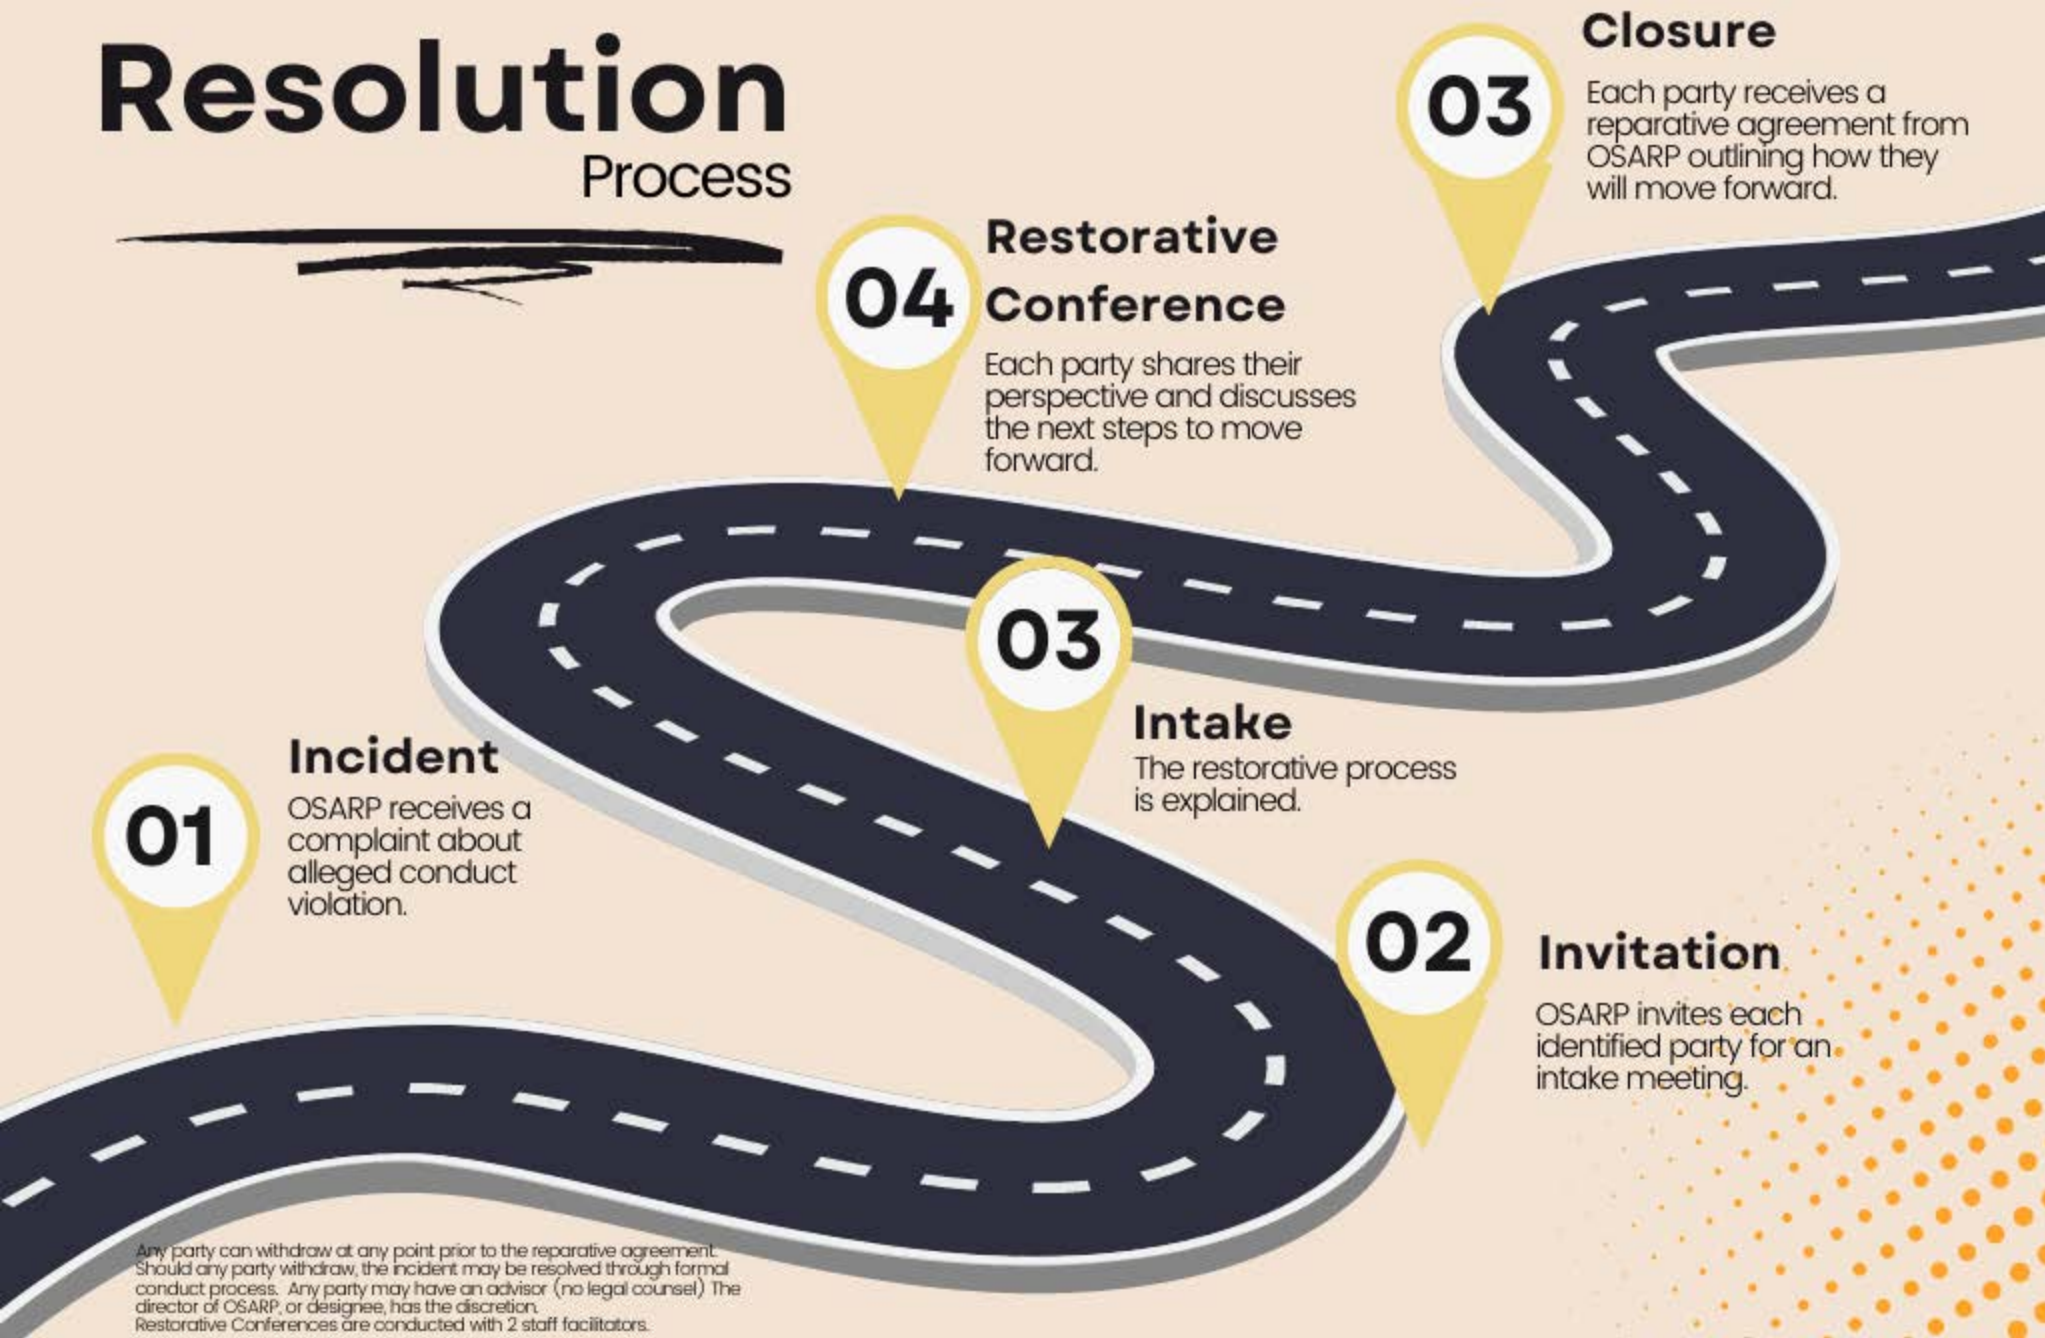 Resolution
Process
01
Incident
OSARP receives a
complaint about
alleged conduct
violation.
02
Invitation
OSARP invites each
identified party for an
intake meeting.
03
Intake
The restorative process
is explained.
04
Restorative
Conference
Each party shares their
perspective and discusses
the next steps to move
forward.
03
Closure
Each party receives a
reparative agreement from
OSARP outlining how they
will move forward.
Any party can withdraw at any point prior to the reparative agreement.
Should any party withdraw, the incident may be resolved through formal
conduct process. Any party may have an advisor (no legal counsel) The
director of OSARP, or designee, has the discretion.
Restorative Conferences are conducted with 2 staff facilitators.